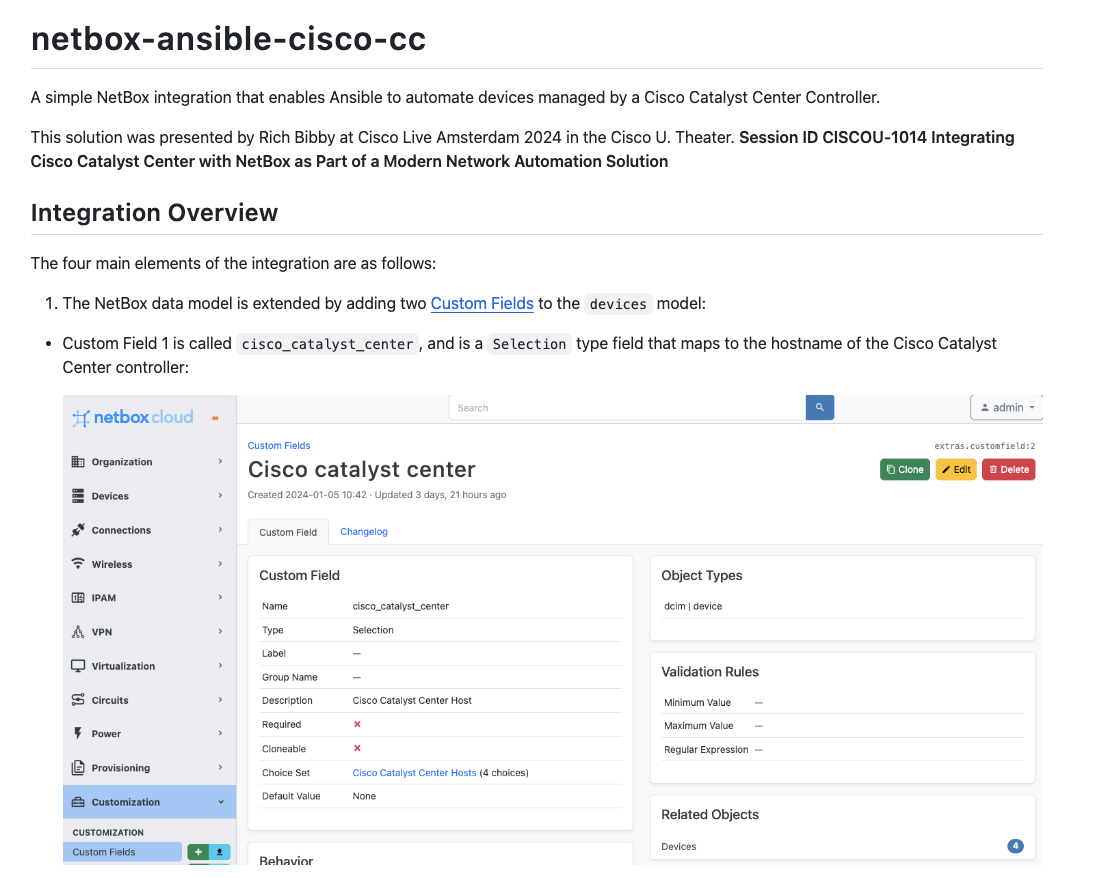 netbox-ansible-cisco-cc
A simple NetBox integration that enables Ansible to automate devices managed by a Cisco Catalyst Center Controller.
This solution was presented by Rich Bibby at Cisco Live Amsterdam 2024 in the Cisco U. Theater. Session ID CISCOU-1014 Integrating
Cisco Catalyst Center with NetBox as Part of a Modern Network Automation Solution
Integration Overview
The four main elements of the integration are as follows:
1. The NetBox data model is extended by adding two Custom Fields to the devices model:
• Custom Field 1 is called cisco_catalyst_center, and is a Selection type field that maps to the hostname of the Cisco Catalyst
Center controller:
netbox cloud
Search
admin
Organization
Devices
Connections
Wireless
IPAM
VPN
Virtualization
Circuits
Power
Provisioning
Customization
CUSTOMIZATION
Custom Fields
Custom Fields
extras.customfield:2
Cisco catalyst center
Clone Edit Delete
Created 2024-01-05 10:42 · Updated 3 days, 21 hours ago
Custom Field Changelog
Custom Field
Name cisco_catalyst_center
Type Selection
Label —
Group Name —
Description Cisco Catalyst Center Host
Required
Cloneable
Choice Set Cisco Catalyst Center Hosts (4 choices)
Default Value None
Behavior
Object Types
dcim | device
Validation Rules
Minimum Value —
Maximum Value —
Regular Expression —
Related Objects
Devices 4